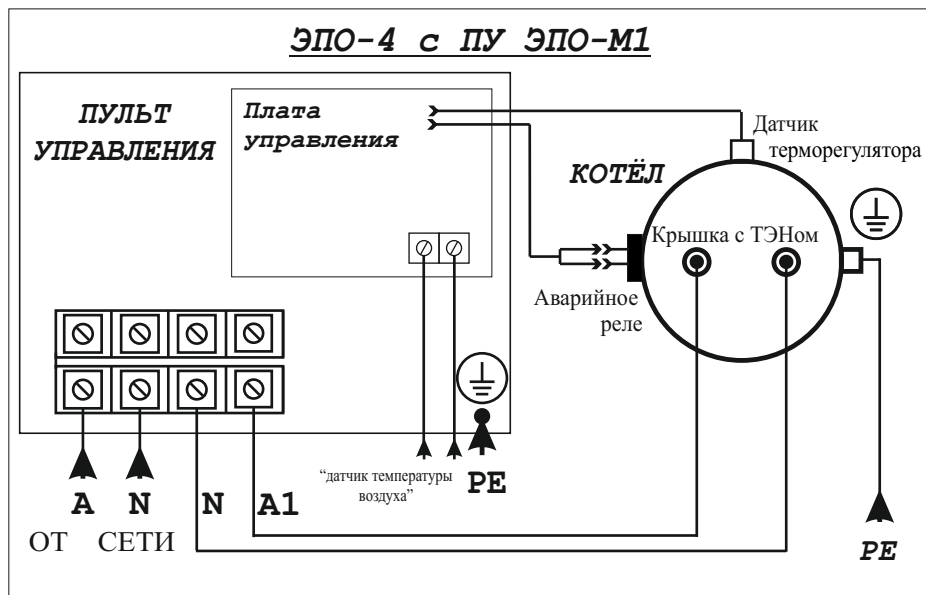 ЭПО-4 с ПУ ЭПО-М1
ПУЛЬТ
УПРАВЛЕНИЯ
Плата
управления
Датчик
терморегулятора
КОТЁЛ
Крышка с ТЭНом
Аварийное
реле
“датчик температуры
воздуха”
PE
A N N A1
ОТ СЕТИ
PE